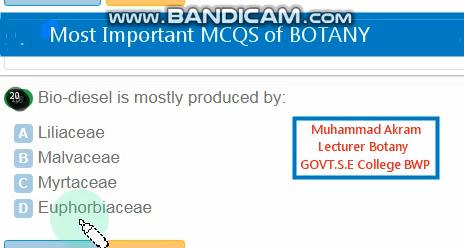 www.BANDICAM.com
Most Important MCQS of BOTANY
20 Bio-diesel is mostly produced by:
A Liliaceae
B Malvaceae
C Myrtaceae
D Euphorbiaceae
Muhammad Akram
Lecturer Botany
GOVT.S.E College BWP